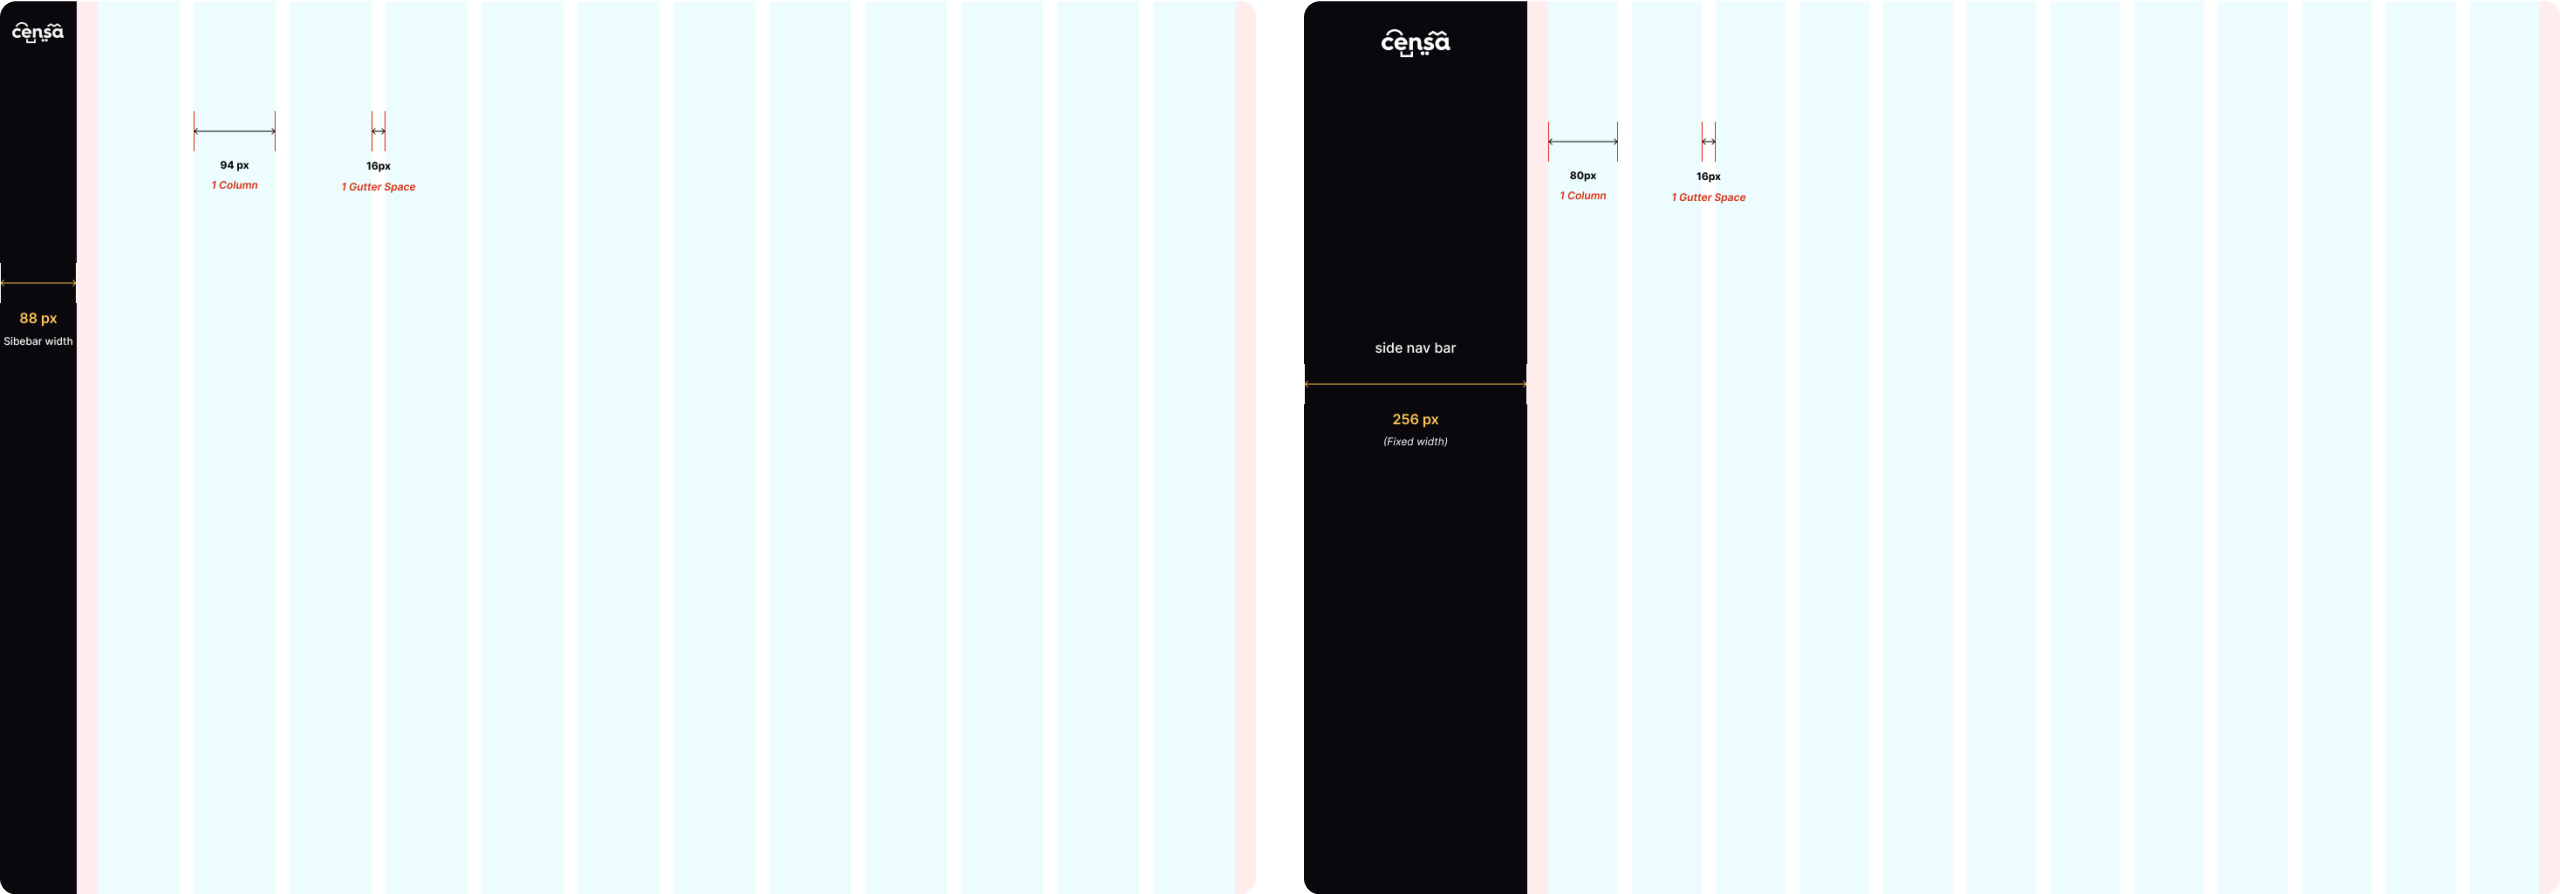 censa
94 px
1 Column
16px
1 Gutter Space
88 px
Sibebar width
censa
80px
1 Column
16px
1 Gutter Space
side nav bar
256 px
(Fixed width)